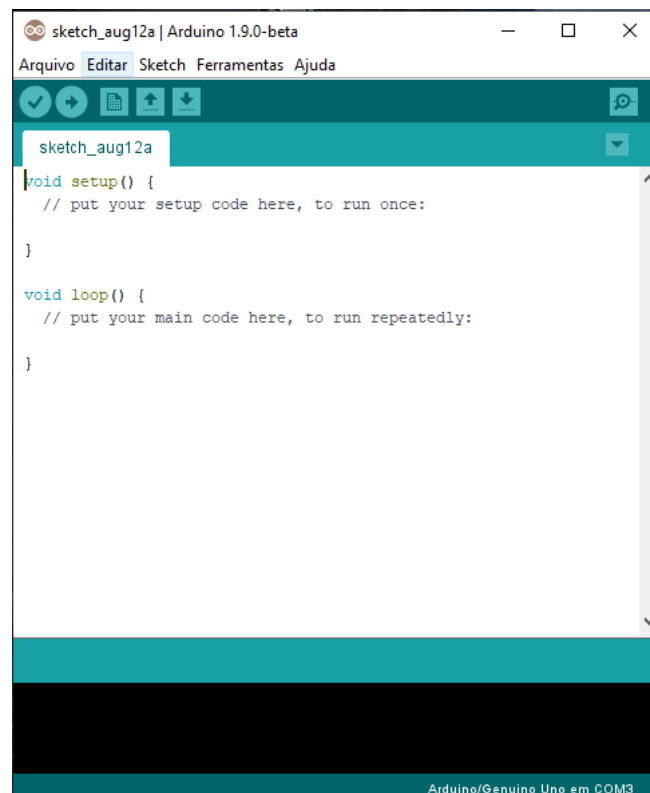 sketch_aug12a | Arduino 1.9.0-beta
Arquivo Editar Sketch Ferramentas Ajuda
sketch_aug12a
void setup() {
  // put your setup code here, to run once:
}
void loop() {
  // put your main code here, to run repeatedly:
}
Arduino/Genuino Uno em COM3